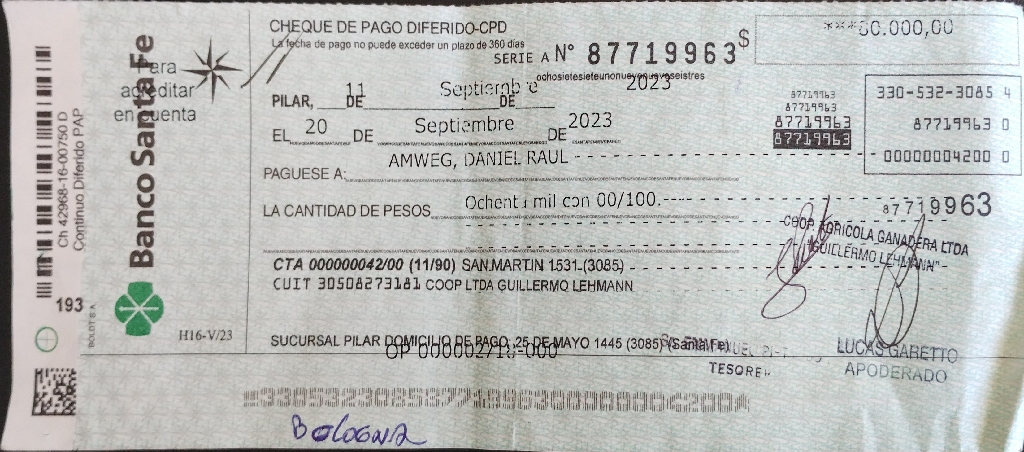 CHEQUE DE PAGO DIFERIDO-CPD
La fecha de pago no puede exceder un plazo de 360 días
SERIE A N° 87719963
$ ***80.000,00
ochosietesieteunonuevenueveseistres
PILAR, 11 DE Septiembre DE 2023
EL 20 DE Septiembre DE 2023
87719963
87719963
87719963
87719963
330-532-3085 4
87719963 0
00000004200 0
PAGUESE A: AMWEG, DANIEL RAUL
LA CANTIDAD DE PESOS Ochenta mil con 00/100.-----
87719963
COOP. AGRICOLA GANADERA LTDA
"GUILLERMO LEHMANN"
CTA 000000042/00 (11/90) SAN.MARTIN 1531-(3085)
CUIT 30508273181 COOP LTDA GUILLERMO LEHMANN
SUCURSAL PILAR DOMICILIO DE PAGO 25 DE MAYO 1445 (3085) (Santa Fe)
TESORE
LUCAS GARETTO
APODERADO
Bologna
Banco Santa Fe
Para
acreditar
en cuenta
H16-V/23
BOLDT S.A.
193
Ch 42968-16-00750 D
Continuo Diferido PAP